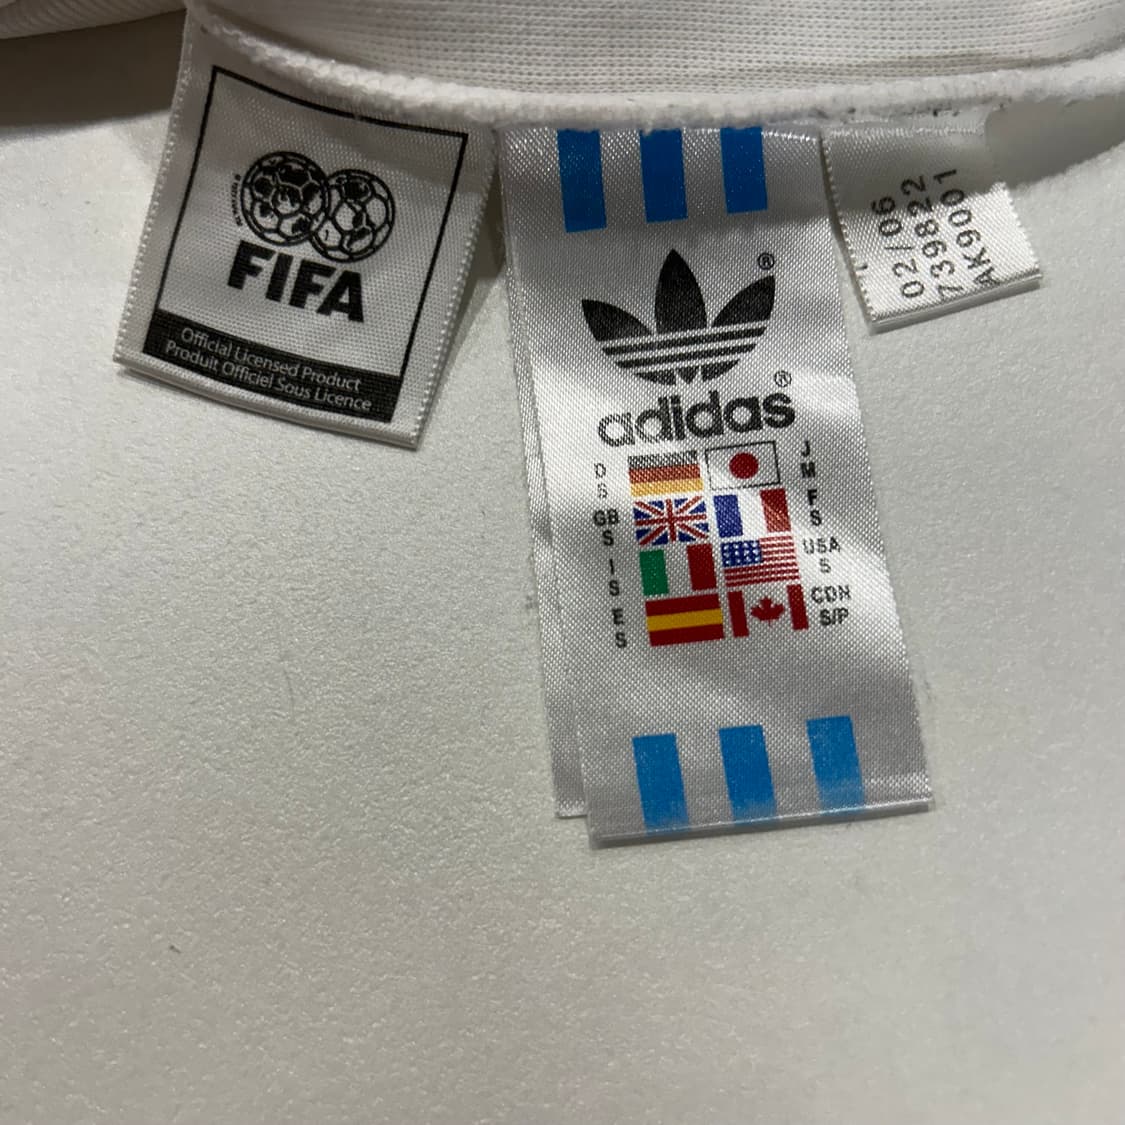 FIFA
Official Licensed Product
Produit Officiel Sous Licence
adidas®
D
S
J
M
GB
S
F
S
I
S
USA
S
E
S
CDN
S/P
02/06
739822
AK9001